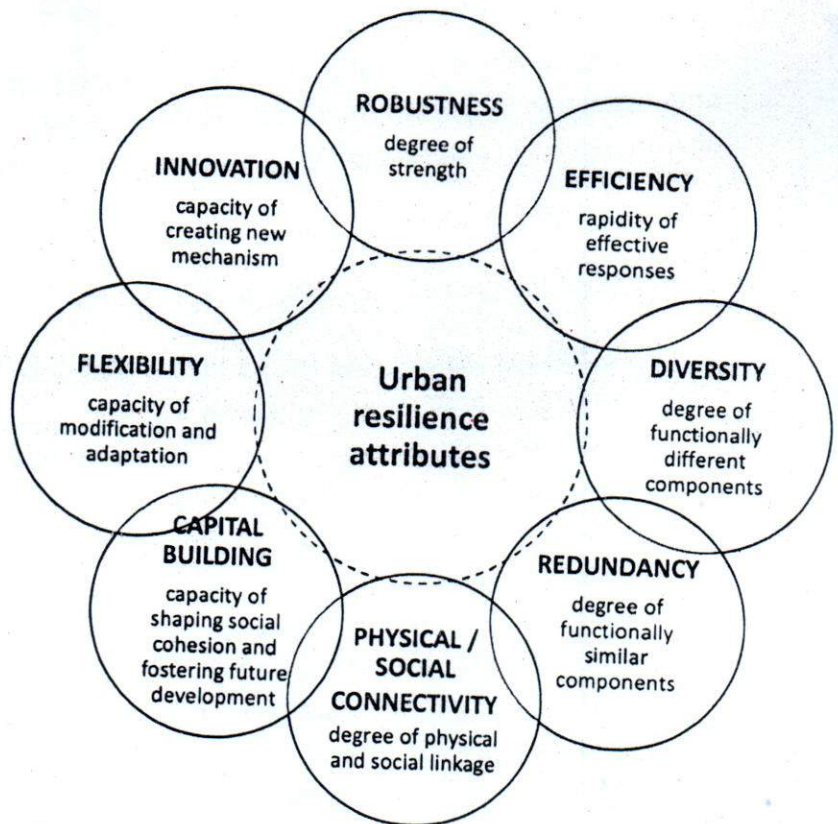 ROBUSTNESS
degree of
strength
EFFICIENCY
rapidity of
effective
responses
DIVERSITY
degree of
functionally
different
components
REDUNDANCY
degree of
functionally
similar
components
PHYSICAL /
SOCIAL
CONNECTIVITY
degree of physical
and social linkage
CAPITAL
BUILDING
capacity of
shaping social
cohesion and
fostering future
development
FLEXIBILITY
capacity of
modification and
adaptation
INNOVATION
capacity of
creating new
mechanism
Urban
resilience
attributes